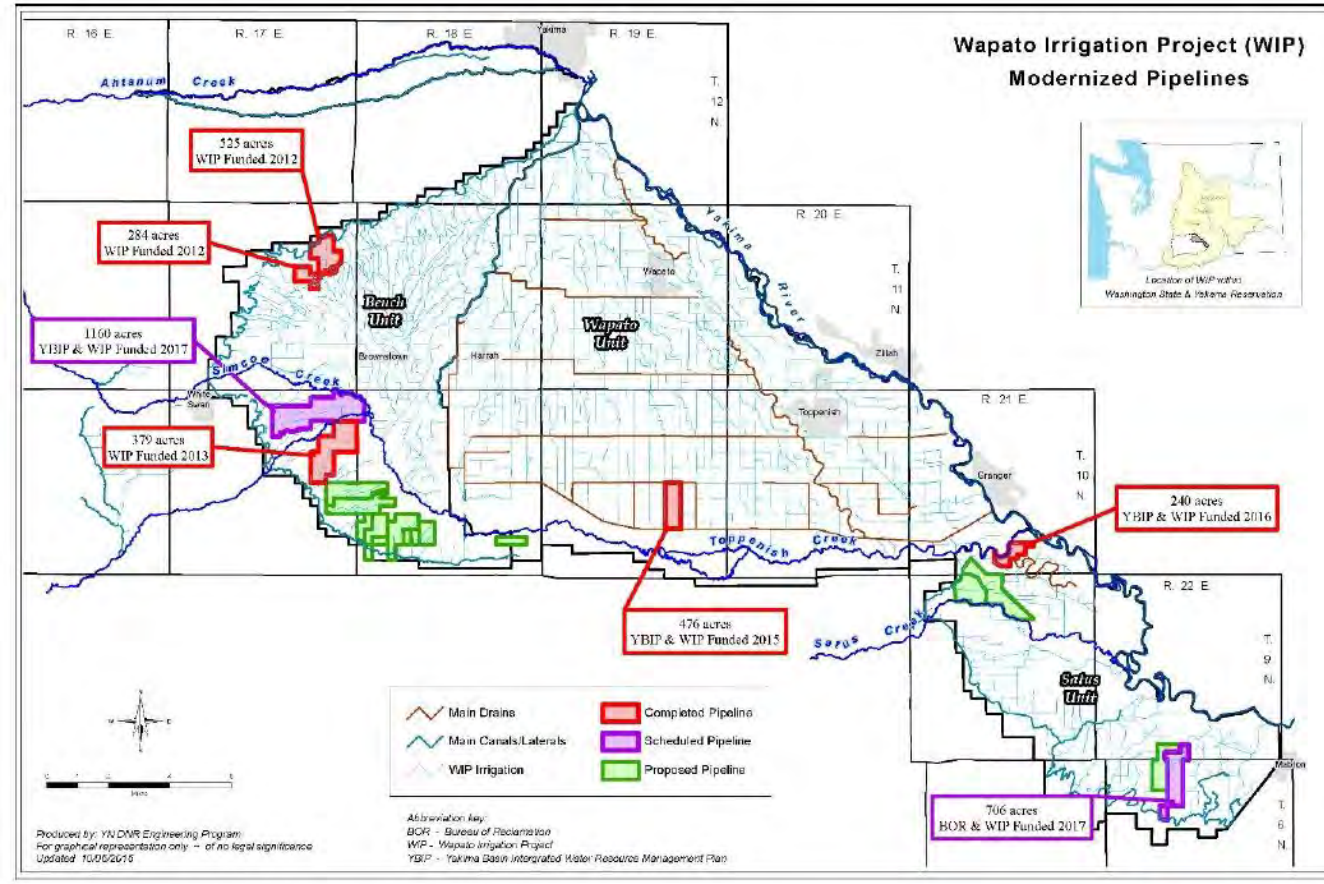 Wapato Irrigation Project (WIP)
Modernized Pipelines
R. 16 E.
R. 17 E.
R. 18 E.
Yakima
R. 19 E.
Ahtanum Creek
T.
12
N.
525 acres
WIP Funded 2012
284 acres
WIP Funded 2012
1160 acres
YBIP & WIP Funded 2017
379 acres
WIP Funded 2013
Location of WIP within
Washington State & Yakama Reservation
R. 20 E.
Yakima River
T.
11
N.
Wapato
Bench
Unit
Wapato
Unit
Brownstown
Harrah
Zillah
Simcoe Creek
White
Swan
Toppenish
R. 21 E.
Granger
T.
10
N.
240 acres
YBIP & WIP Funded 2016
Toppenish Creek
476 acres
YBIP & WIP Funded 2015
R. 22 E.
Satus Creek
T.
9
N.
Satus
Unit
Mabton
706 acres
BOR & WIP Funded 2017
T.
N.
Main Drains
Main Canals/Laterals
WIP Irrigation
Completed Pipeline
Scheduled Pipeline
Proposed Pipeline
Miles
Produced by: YN DNR Engineering Program
For graphical representation only - of no legal significance
Updated
Abbreviation key:
BOR - Bureau of Reclamation
WIP - Wapato Irrigation Project
YBIP - Yakima Basin Intergrated Water Resource Management Plan